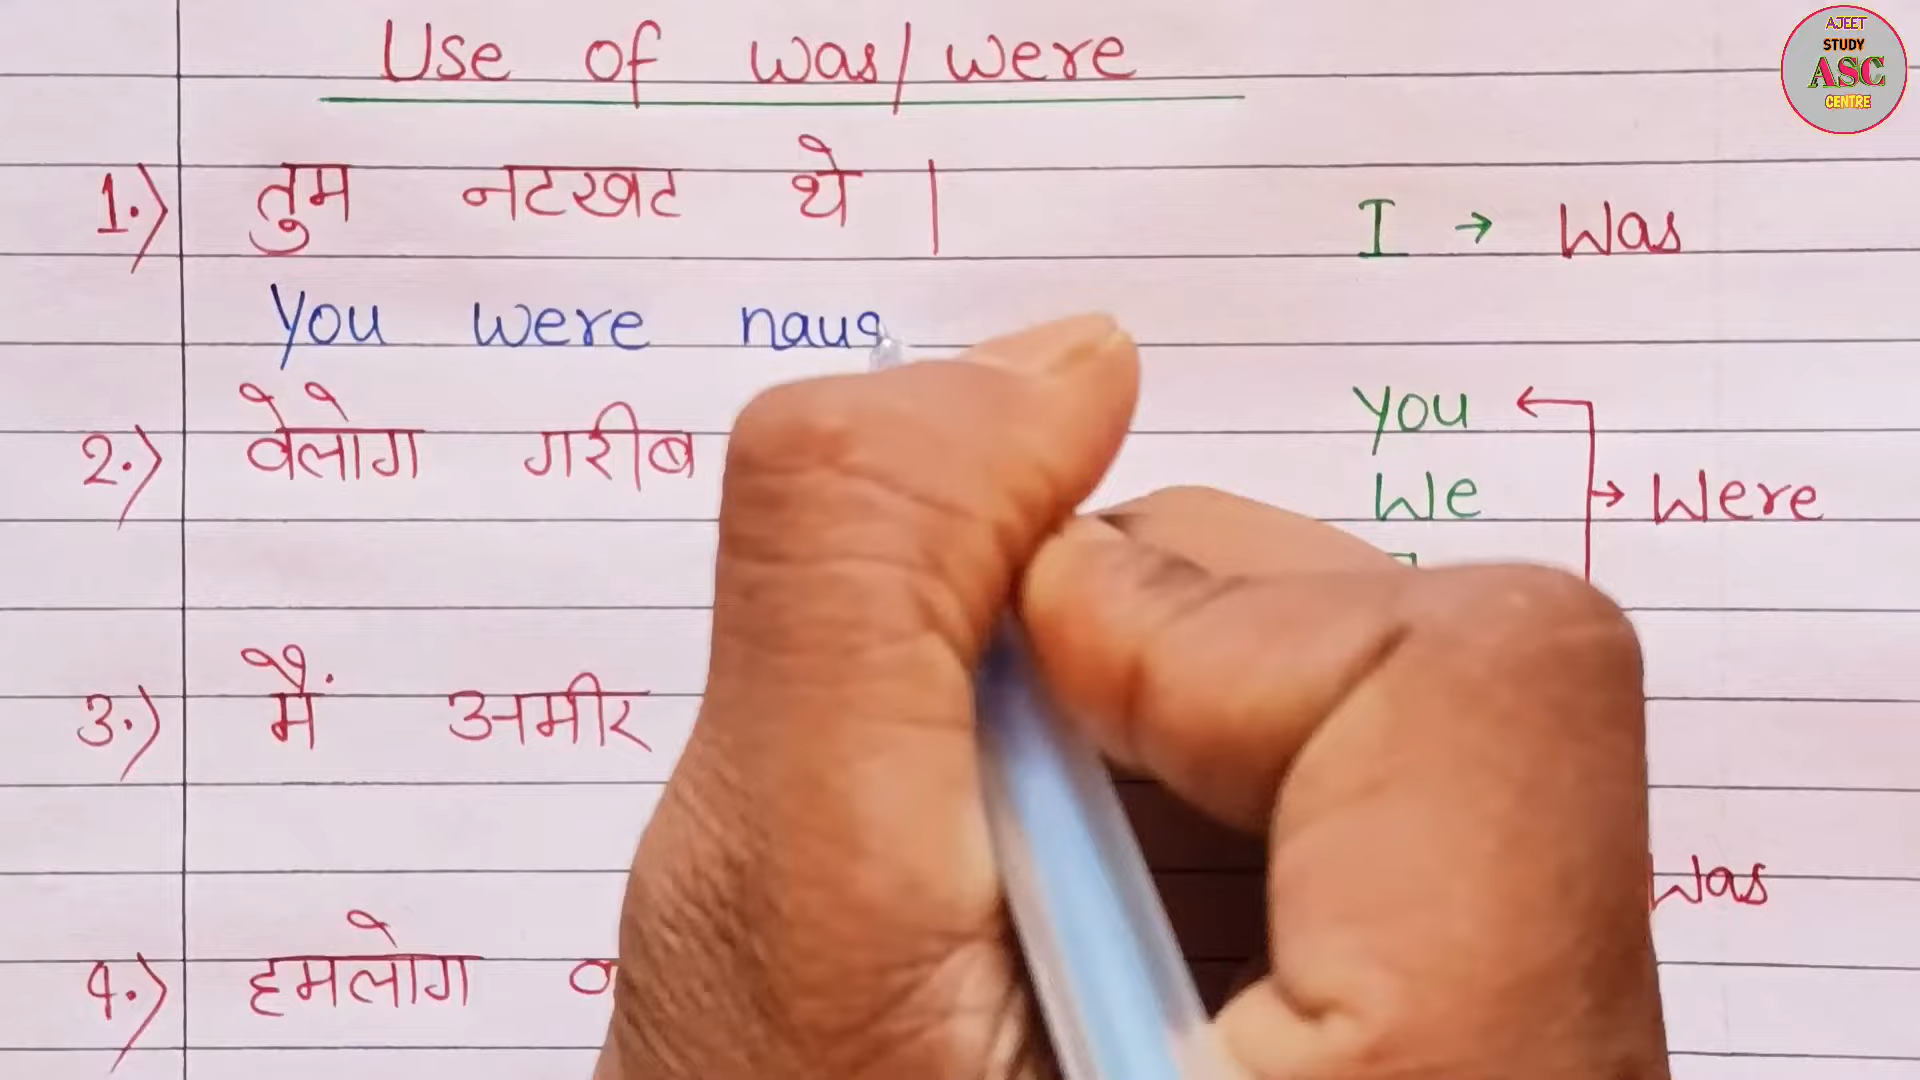 Use of was/were
AJEET
STUDY
ASC
CENTRE
1.) तुम नटखट थे |
I → Was
You were naug
2.) वेलोग गरीब
You
We → Were
3.) मैं अमीर
Was
4.) हमलोग